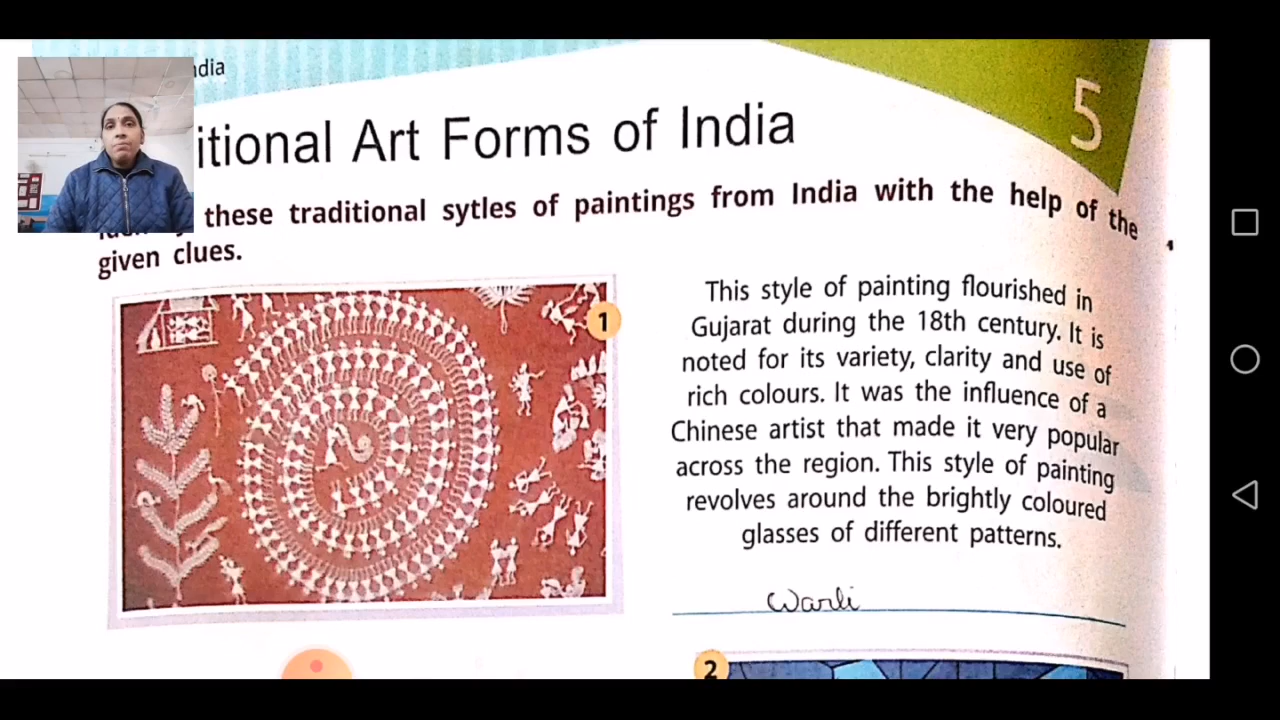 ndia
5
itional Art Forms of India
these traditional sytles of paintings from India with the help of the
given clues.
1
This style of painting flourished in
Gujarat during the 18th century. It is
noted for its variety, clarity and use of
rich colours. It was the influence of a
Chinese artist that made it very popular
across the region. This style of painting
revolves around the brightly coloured
glasses of different patterns.
Warli
2